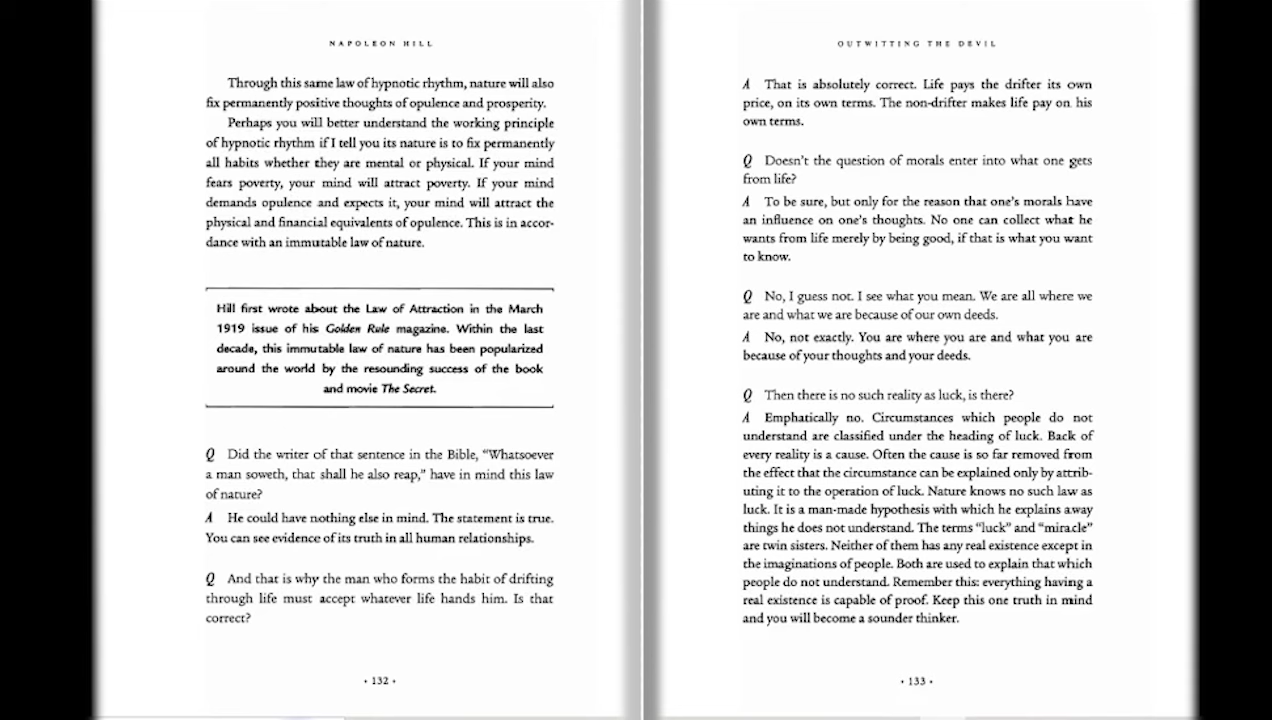 NAPOLEON HILL
Through this same law of hypnotic rhythm, nature will also
fix permanently positive thoughts of opulence and prosperity.
Perhaps you will better understand the working principle
of hypnotic rhythm if I tell you its nature is to fix permanently
all habits whether they are mental or physical. If your mind
fears poverty, your mind will attract poverty. If your mind
demands opulence and expects it, your mind will attract the
physical and financial equivalents of opulence. This is in accor-
dance with an immutable law of nature.
Hill first wrote about the Law of Attraction in the March
1919 issue of his Golden Rule magazine. Within the last
decade, this immutable law of nature has been popularized
around the world by the resounding success of the book
and movie The Secret.
Q Did the writer of that sentence in the Bible, “Whatsoever
a man soweth, that shall he also reap,” have in mind this law
of nature?
A He could have nothing else in mind. The statement is true.
You can see evidence of its truth in all human relationships.
Q And that is why the man who forms the habit of drifting
through life must accept whatever life hands him. Is that
correct?
• 132 •
OUTWITTING THE DEVIL
A That is absolutely correct. Life pays the drifter its own
price, on its own terms. The non-drifter makes life pay on his
own terms.
Q Doesn’t the question of morals enter into what one gets
from life?
A To be sure, but only for the reason that one’s morals have
an influence on one’s thoughts. No one can collect what he
wants from life merely by being good, if that is what you want
to know.
Q No, I guess not. I see what you mean. We are all where we
are and what we are because of our own deeds.
A No, not exactly. You are where you are and what you are
because of your thoughts and your deeds.
Q Then there is no such reality as luck, is there?
A Emphatically no. Circumstances which people do not
understand are classified under the heading of luck. Back of
every reality is a cause. Often the cause is so far removed from
the effect that the circumstance can be explained only by attrib-
uting it to the operation of luck. Nature knows no such law as
luck. It is a man-made hypothesis with which he explains away
things he does not understand. The terms “luck” and “miracle”
are twin sisters. Neither of them has any real existence except in
the imaginations of people. Both are used to explain that which
people do not understand. Remember this: everything having a
real existence is capable of proof. Keep this one truth in mind
and you will become a sounder thinker.
• 133 •